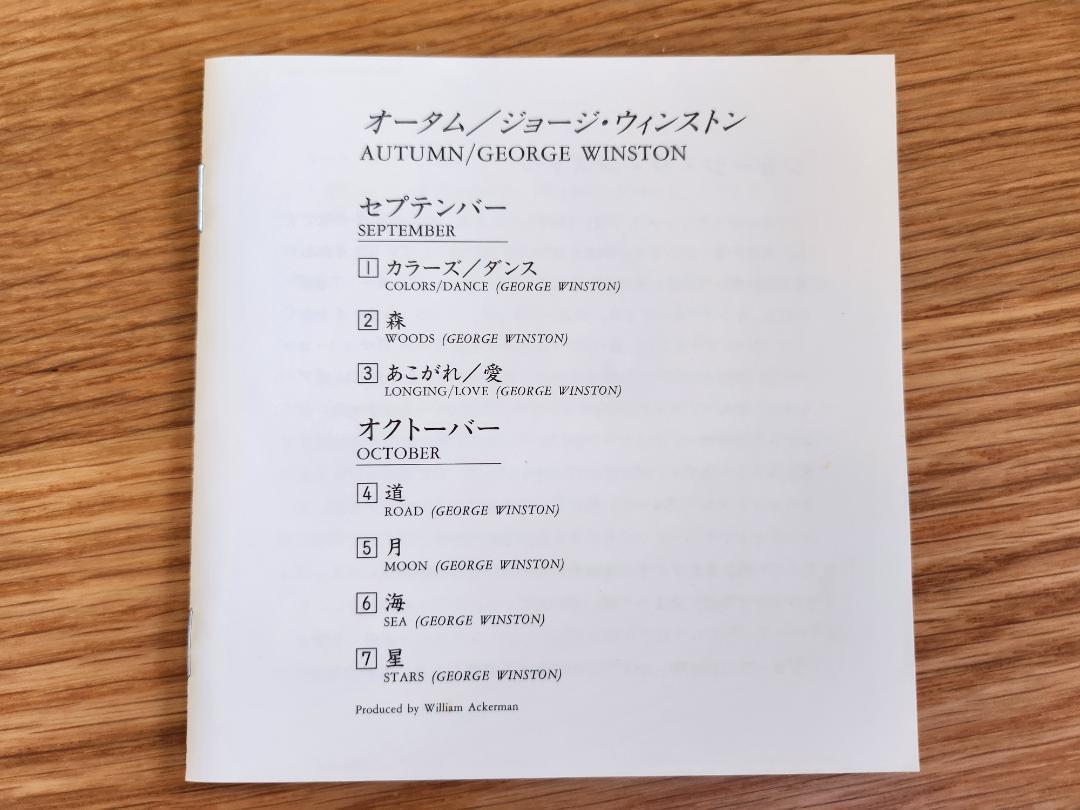 オータム／ジョージ・ウィンストン
AUTUMN/GEORGE WINSTON
セプテンバー
SEPTEMBER
1 カラーズ／ダンス
COLORS/DANCE (GEORGE WINSTON)
2 森
WOODS (GEORGE WINSTON)
3 あこがれ／愛
LONGING/LOVE (GEORGE WINSTON)
オクトーバー
OCTOBER
4 道
ROAD (GEORGE WINSTON)
5 月
MOON (GEORGE WINSTON)
6 海
SEA (GEORGE WINSTON)
7 星
STARS (GEORGE WINSTON)
Produced by William Ackerman